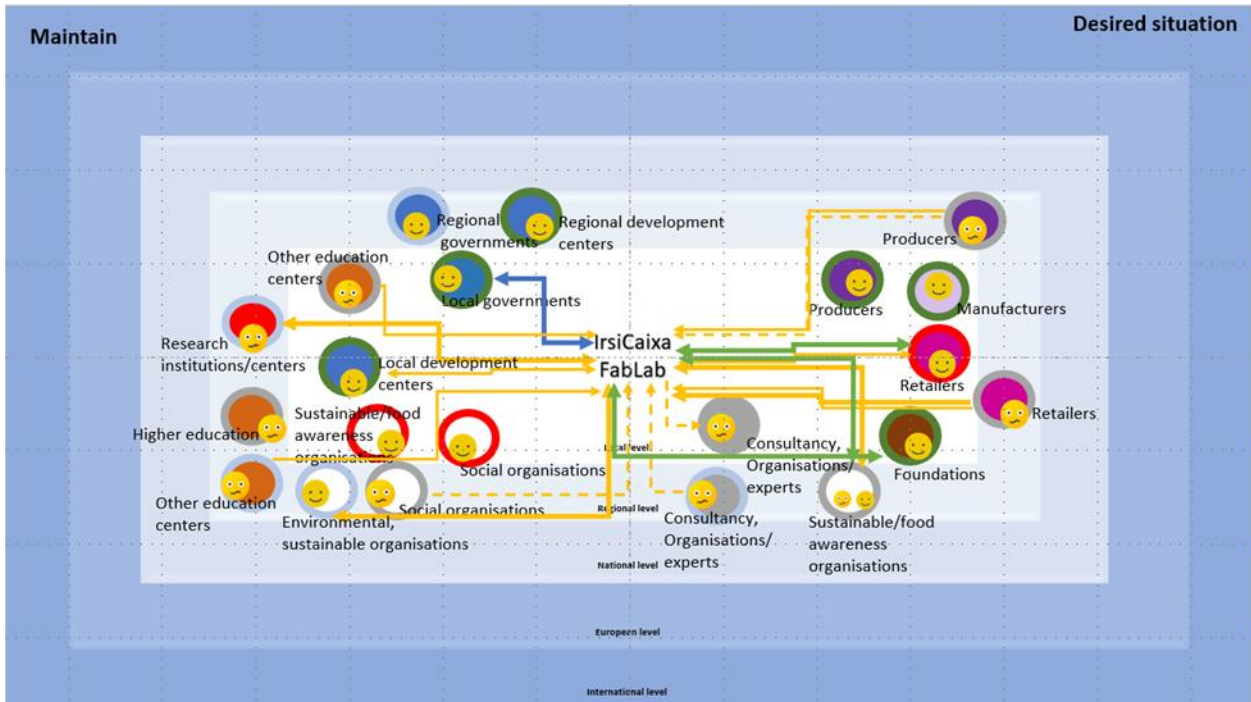 Maintain
Desired situation
Regional
governments
Regional development
centers
Producers
Other education
centers
Local governments
Producers
Manufacturers
IrsiCaixa
FabLab
Research
institutions/centers
Local development
centers
Retailers
Retailers
Higher education
Sustainable/food
awareness
organisations
Social organisations
Local level
Consultancy,
Organisations/
experts
Foundations
Other education
centers
Environmental,
sustainable organisations
Social organisations
Regional level
Consultancy,
Organisations/
experts
Sustainable/food
awareness
organisations
National level
European level
International level